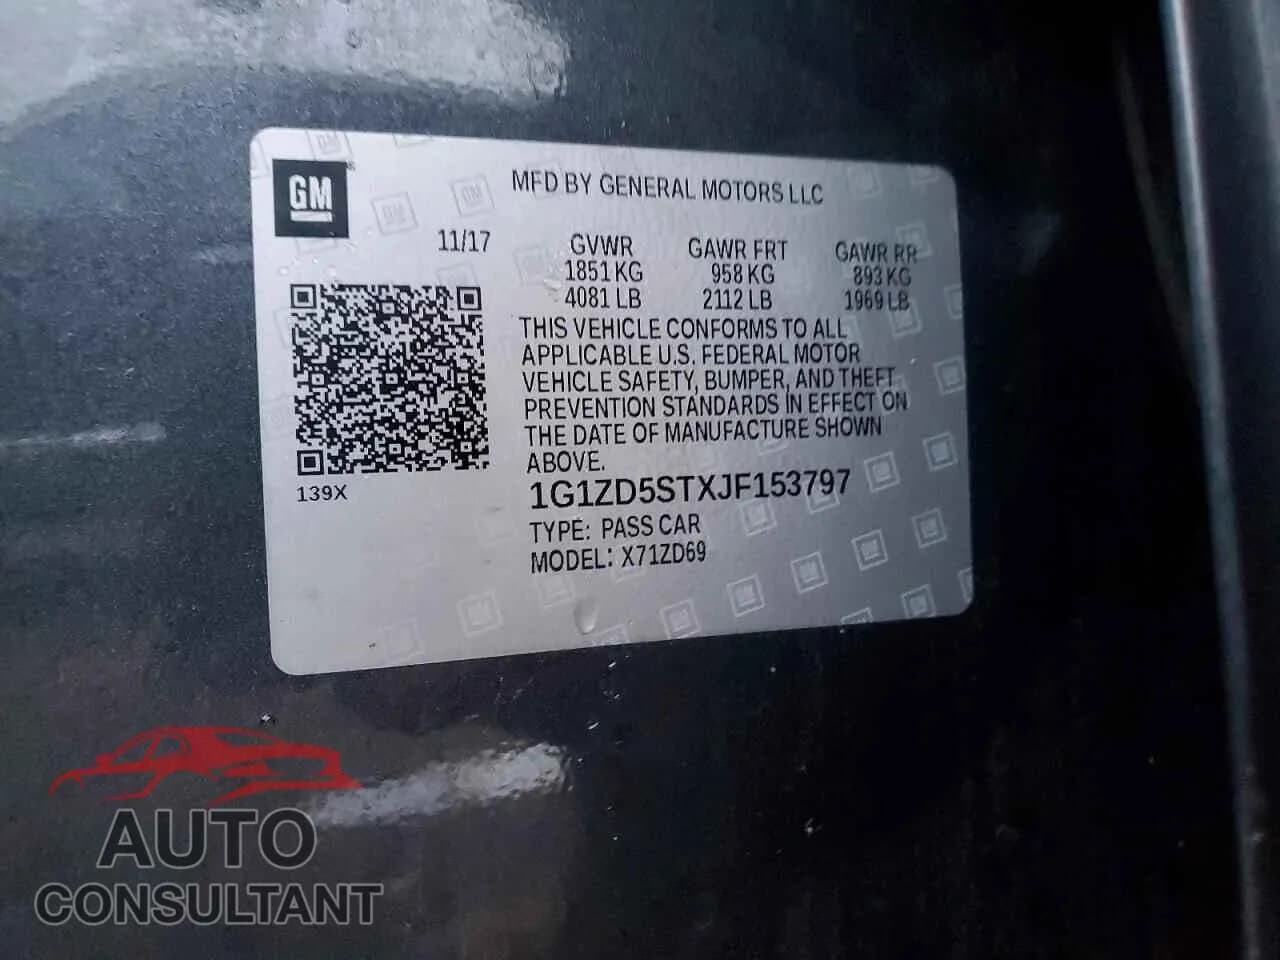 GM
MFD BY GENERAL MOTORS LLC
11/17
GVWR GAWR FRT GAWR RR
1851 KG 958 KG 893 KG
4081 LB 2112 LB 1969 LB
THIS VEHICLE CONFORMS TO ALL
APPLICABLE U.S. FEDERAL MOTOR
VEHICLE SAFETY, BUMPER, AND THEFT
PREVENTION STANDARDS IN EFFECT ON
THE DATE OF MANUFACTURE SHOWN
ABOVE.
139X
1G1ZD5STXJF153797
TYPE: PASS CAR
MODEL: X71ZD69
AUTO
CONSULTANT